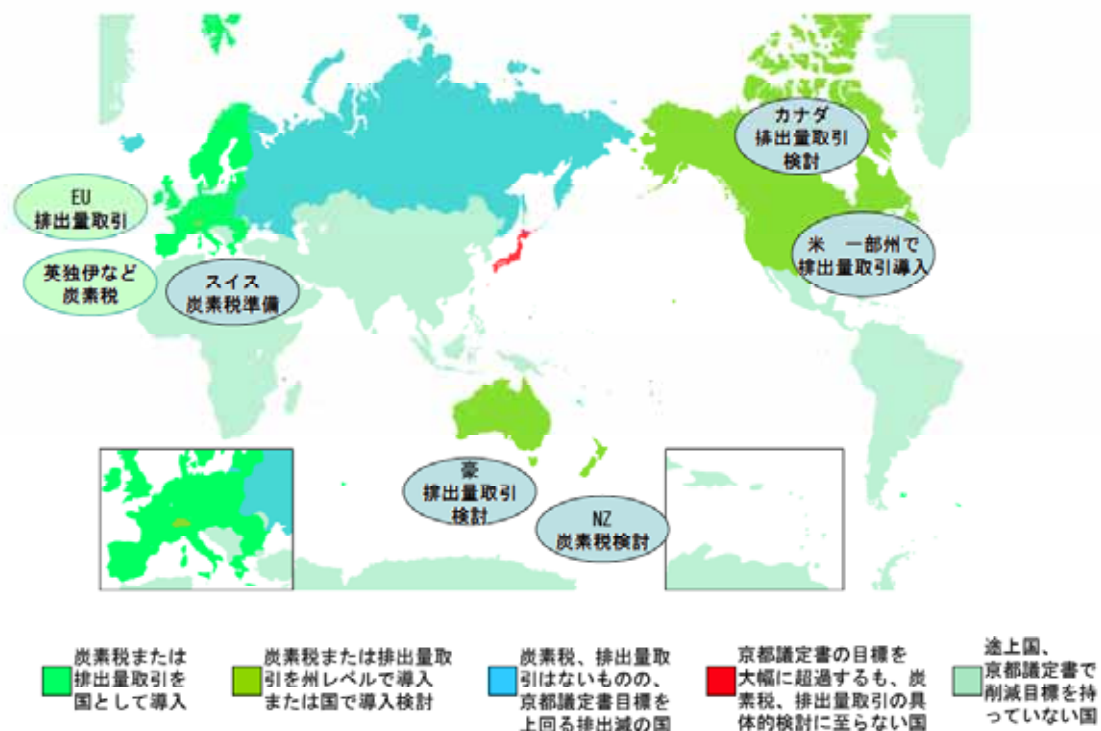 カナダ
排出量取引
検討
EU
排出量取引
米 一部州で
排出量取引導入
英独伊など
炭素税
スイス
炭素税準備
豪
排出量取引
検討
NZ
炭素税検討
炭素税または
排出量取引を
国として導入
炭素税または排出量取
引を州レベルで導入
または国で導入検討
炭素税、排出量取
引はないものの、
京都議定書目標を
上回る排出減の国
京都議定書の目標を
大幅に超過するも、炭
素税、排出量取引の具
体的検討に至らない国
途上国、
京都議定書で
削減目標を持
っていない国